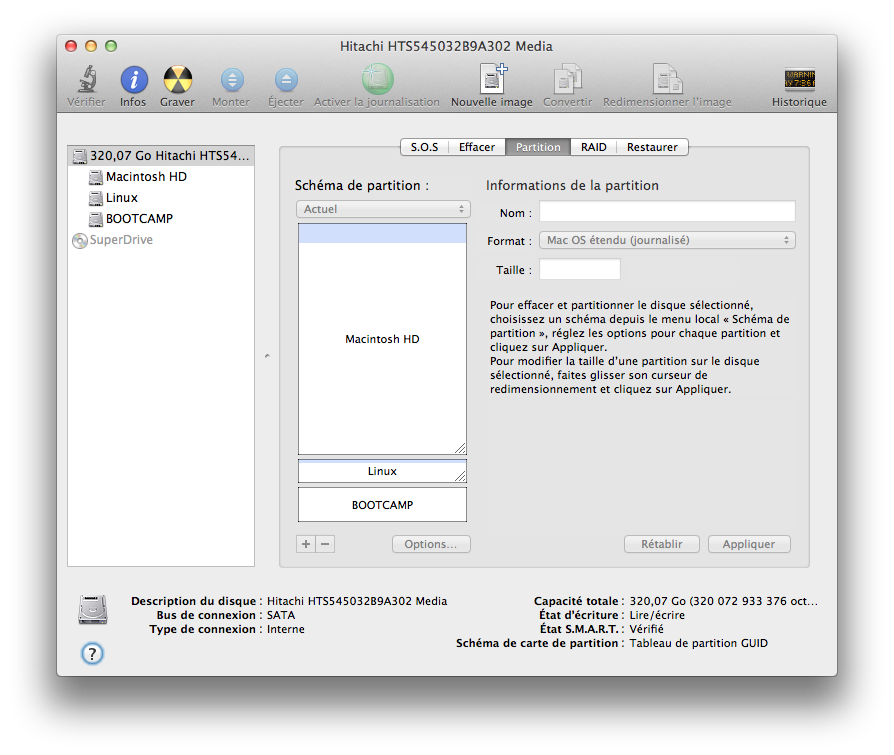 Hitachi HTS545032B9A302 Media
Vérifier Infos Graver Monter Éjecter Activer la journalisation Nouvelle image Convertir Redimensionner l'image Historique
WARNIN
320,07 Go Hitachi HTS54...
Macintosh HD
Linux
BOOTCAMP
SuperDrive
S.O.S Effacer Partition RAID Restaurer
Schéma de partition :
Actuel
Macintosh HD
Linux
BOOTCAMP
+ −
Options...
Informations de la partition
Nom :
Format : Mac OS étendu (journalisé)
Taille :
Pour effacer et partitionner le disque sélectionné,
choisissez un schéma depuis le menu local « Schéma de
partition », réglez les options pour chaque partition et
cliquez sur Appliquer.
Pour modifier la taille d'une partition sur le disque
sélectionné, faites glisser son curseur de
redimensionnement et cliquez sur Appliquer.
Rétablir Appliquer
Description du disque : Hitachi HTS545032B9A302 Media
Bus de connexion : SATA
Type de connexion : Interne
Capacité totale : 320,07 Go (320 072 933 376 oct...
État d'écriture : Lire/écrire
État S.M.A.R.T. : Vérifié
Schéma de carte de partition : Tableau de partition GUID
?